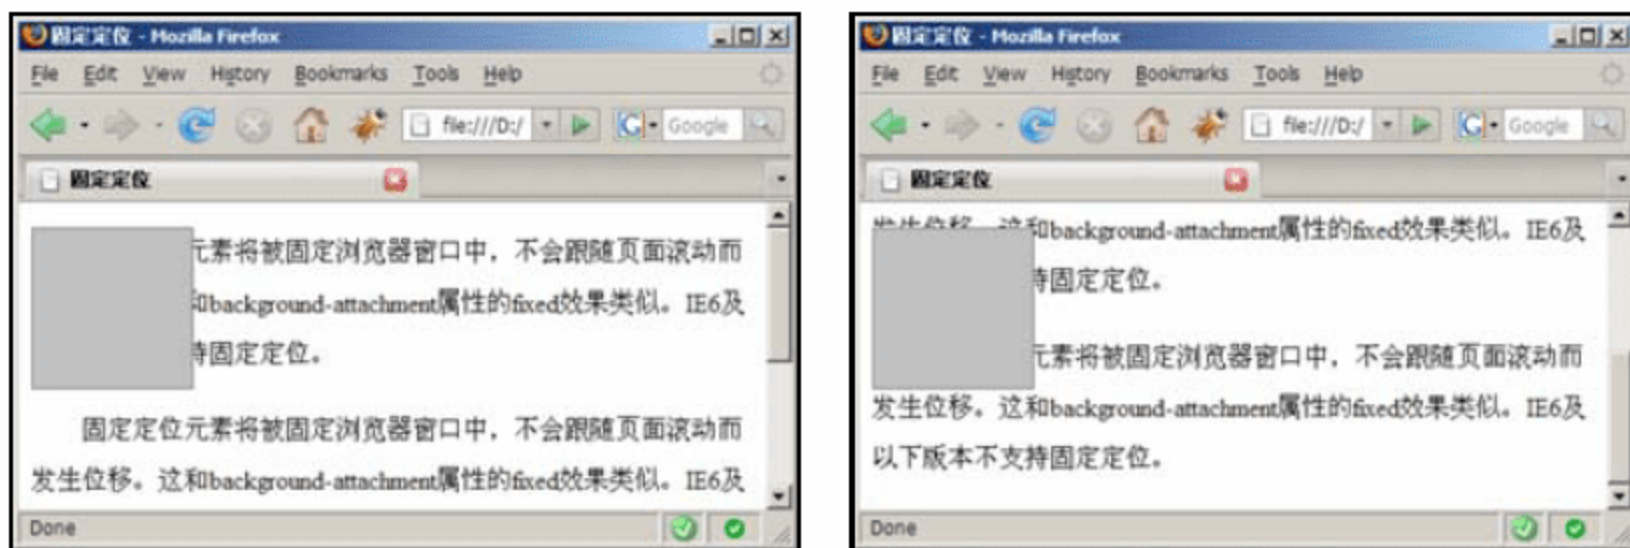 固定定位 - Mozilla Firefox
File Edit View History Bookmarks Tools Help
file:///D:/ Google
固定定位
元素将被固定浏览器窗口中，不会跟随页面滚动而
和background-attachment属性的fixed效果类似。IE6及
持固定定位。
固定定位元素将被固定浏览器窗口中，不会跟随页面滚动而
发生位移。这和background-attachment属性的fixed效果类似。IE6及
Done
固定定位 - Mozilla Firefox
File Edit View History Bookmarks Tools Help
file:///D:/ Google
固定定位
发生位移。这和background-attachment属性的fixed效果类似。IE6及
持固定定位。
元素将被固定浏览器窗口中，不会跟随页面滚动而
发生位移。这和background-attachment属性的fixed效果类似。IE6及
以下版本不支持固定定位。
Done